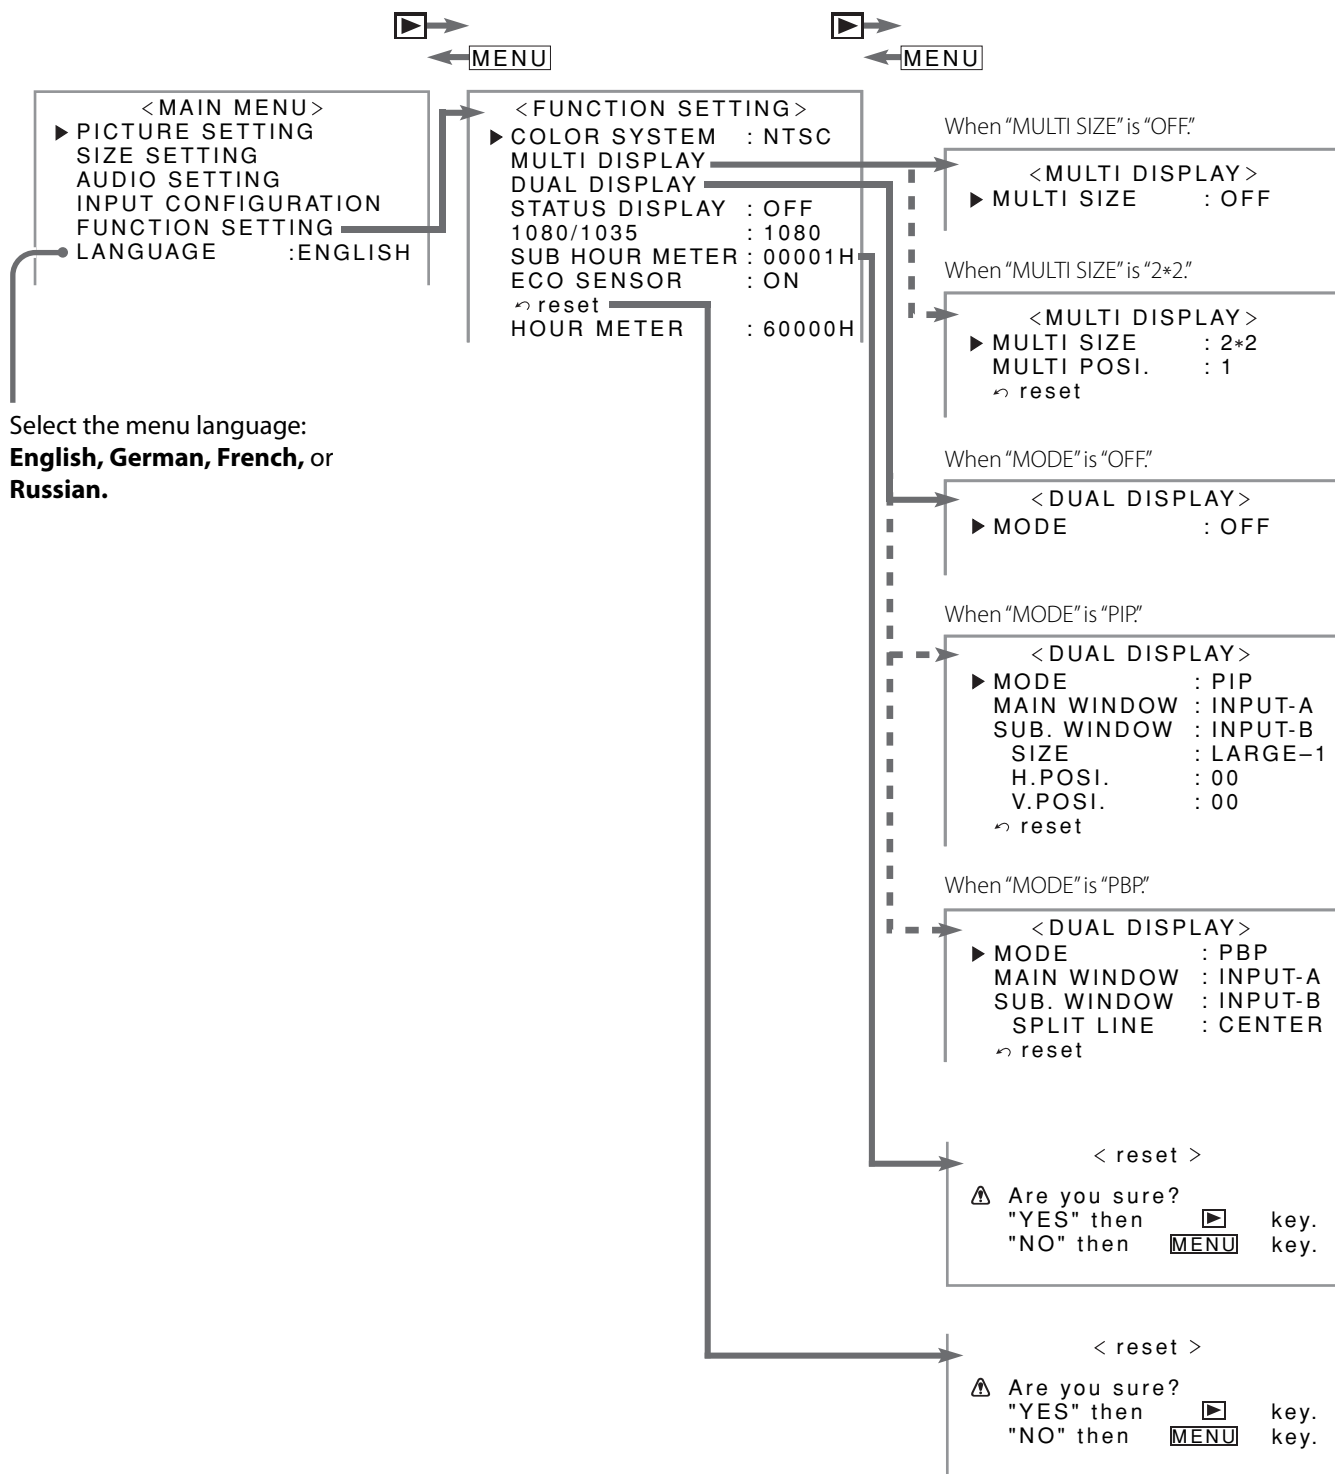 MENU
MENU
<MAIN MENU>
PICTURE SETTING
SIZE SETTING
AUDIO SETTING
INPUT CONFIGURATION
FUNCTION SETTING
LANGUAGE :ENGLISH
Select the menu language:
English, German, French, or
Russian.
<FUNCTION SETTING>
COLOR SYSTEM : NTSC
MULTI DISPLAY
DUAL DISPLAY
STATUS DISPLAY : OFF
1080/1035 : 1080
SUB HOUR METER : 00001H
ECO SENSOR : ON
reset
HOUR METER : 60000H
When “MULTI SIZE” is “OFF.”
<MULTI DISPLAY>
MULTI SIZE : OFF
When “MULTI SIZE” is “2*2.”
<MULTI DISPLAY>
MULTI SIZE : 2*2
MULTI POSI. : 1
reset
When “MODE” is “OFF.”
<DUAL DISPLAY>
MODE : OFF
When “MODE” is “PIP.”
<DUAL DISPLAY>
MODE : PIP
MAIN WINDOW : INPUT-A
SUB. WINDOW : INPUT-B
SIZE : LARGE–1
H.POSI. : 00
V.POSI. : 00
reset
When “MODE” is “PBP.”
<DUAL DISPLAY>
MODE : PBP
MAIN WINDOW : INPUT-A
SUB. WINDOW : INPUT-B
SPLIT LINE : CENTER
reset
< reset >
Are you sure?
"YES" then key.
"NO" then MENU key.
< reset >
Are you sure?
"YES" then key.
"NO" then MENU key.